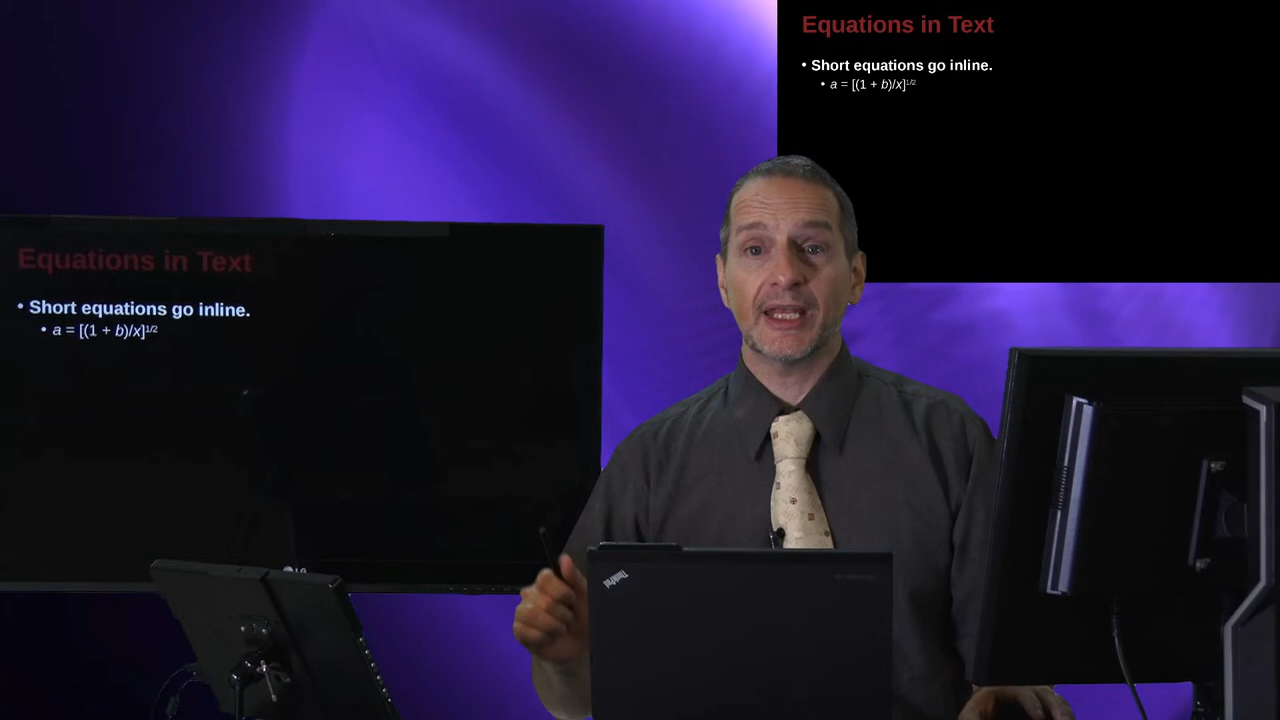 Equations in Text
• Short equations go inline.
• a = [(1 + b)/x]¹/²
Equations in Text
• Short equations go inline.
• a = [(1 + b)/x]¹/²
LG
ThinkPad